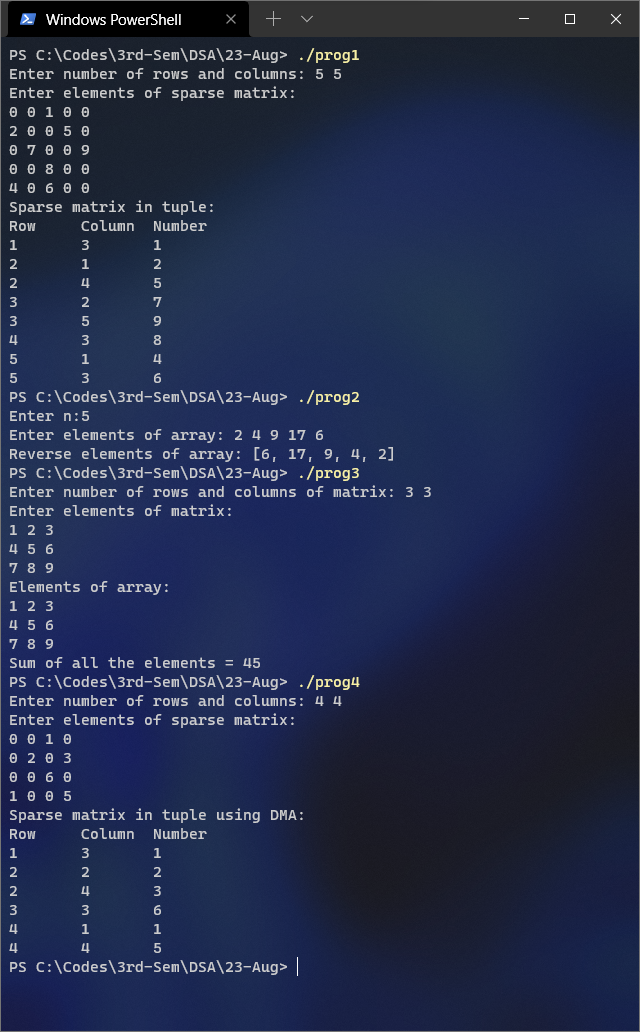 Windows PowerShell
PS C:\Codes\3rd-Sem\DSA\23-Aug> ./prog1
Enter number of rows and columns: 5 5
Enter elements of sparse matrix:
0 0 1 0 0
2 0 0 5 0
0 7 0 0 9
0 0 8 0 0
4 0 6 0 0
Sparse matrix in tuple:
Row     Column  Number
1       3       1
2       1       2
2       4       5
3       2       7
3       5       9
4       3       8
5       1       4
5       3       6
PS C:\Codes\3rd-Sem\DSA\23-Aug> ./prog2
Enter n:5
Enter elements of array: 2 4 9 17 6
Reverse elements of array: [6, 17, 9, 4, 2]
PS C:\Codes\3rd-Sem\DSA\23-Aug> ./prog3
Enter number of rows and columns of matrix: 3 3
Enter elements of matrix:
1 2 3
4 5 6
7 8 9
Elements of array:
1 2 3
4 5 6
7 8 9
Sum of all the elements = 45
PS C:\Codes\3rd-Sem\DSA\23-Aug> ./prog4
Enter number of rows and columns: 4 4
Enter elements of sparse matrix:
0 0 1 0
0 2 0 3
0 0 6 0
1 0 0 5
Sparse matrix in tuple using DMA:
Row     Column  Number
1       3       1
2       2       2
2       4       3
3       3       6
4       1       1
4       4       5
PS C:\Codes\3rd-Sem\DSA\23-Aug>